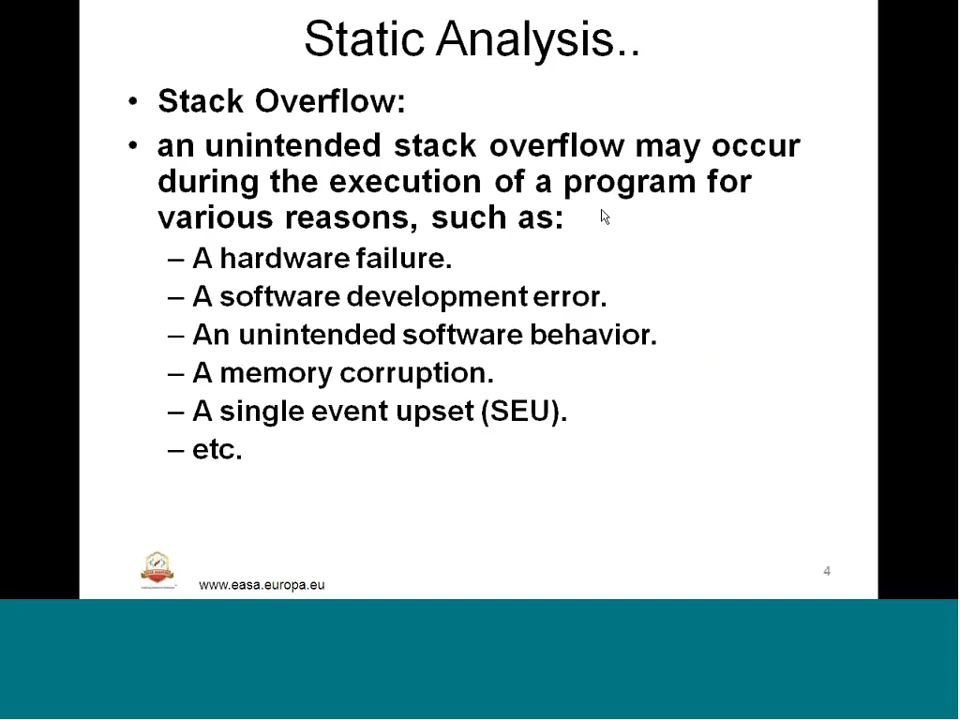 Static Analysis..
• Stack Overflow:
• an unintended stack overflow may occur
during the execution of a program for
various reasons, such as:
– A hardware failure.
– A software development error.
– An unintended software behavior.
– A memory corruption.
– A single event upset (SEU).
– etc.
www.easa.europa.eu
4